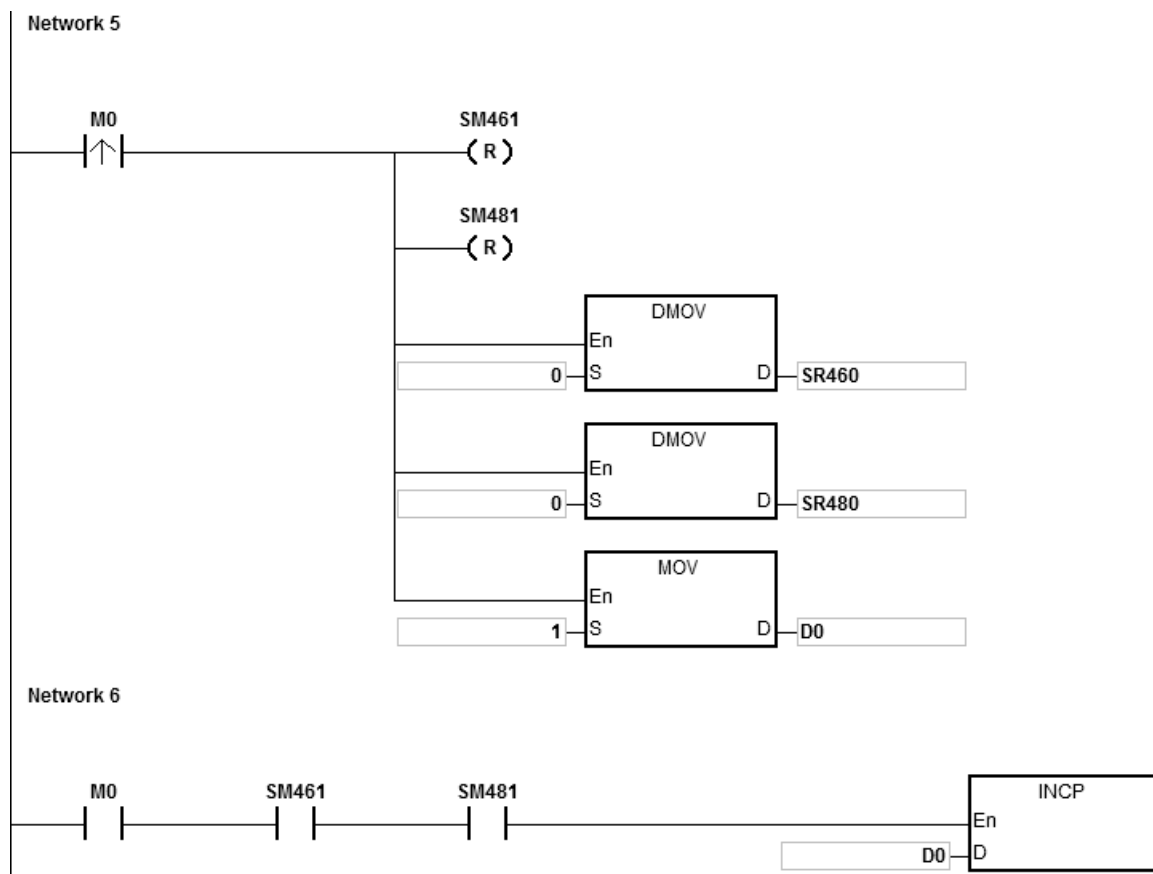 Network 5
M0 SM461
R
SM481
R
DMOV
En
0 S D SR460
DMOV
En
0 S D SR480
MOV
En
1 S D D0
Network 6
M0 SM461 SM481 INCP
En
D0 D